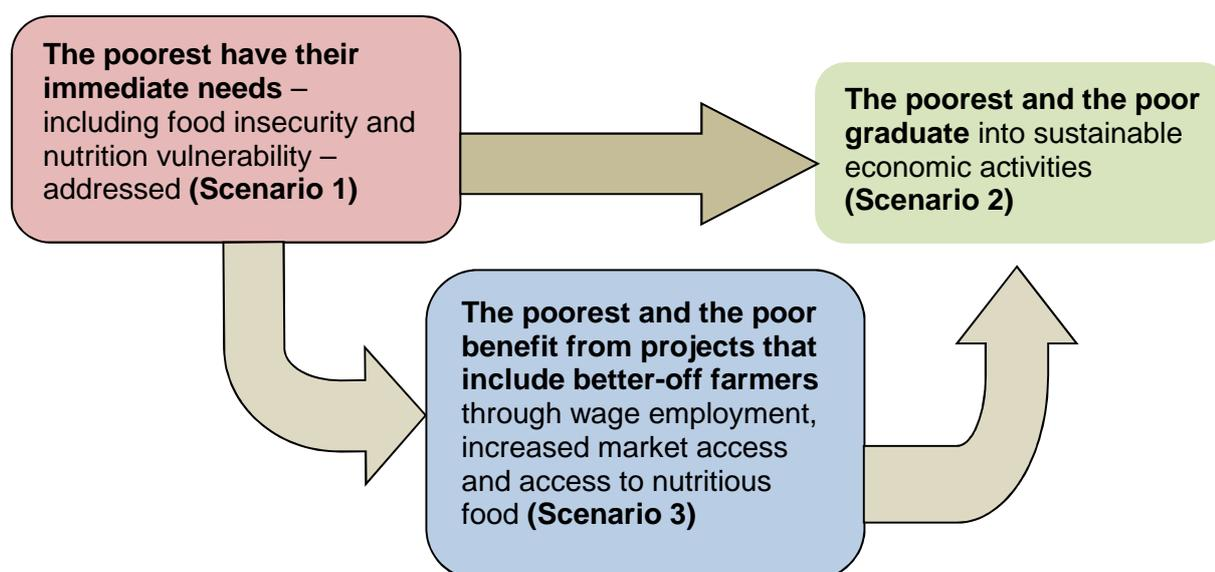 The poorest have their
immediate needs –
including food insecurity and
nutrition vulnerability –
addressed (Scenario 1)
The poorest and the poor
graduate into sustainable
economic activities
(Scenario 2)
The poorest and the poor
benefit from projects that
include better-off farmers
through wage employment,
increased market access
and access to nutritious
food (Scenario 3)